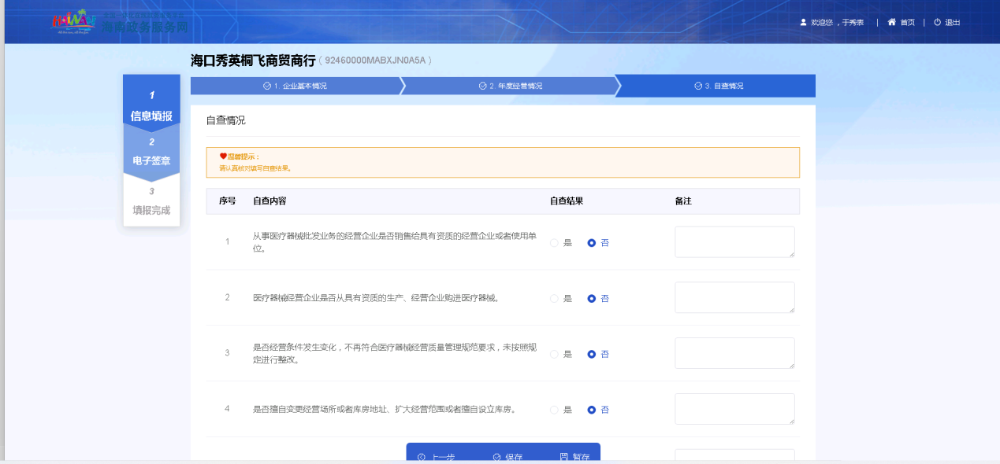 HAiNAN
海南政务服务网
欢迎您，于秀表 | 首页 | 退出
海口秀英桐飞商贸商行（92460000MABXJN0A5A）
1
信息填报
2
电子签章
3
填报完成
1. 企业基本情况
2. 年度经营情况
3. 自查情况
自查情况
温馨提示：
请认真核对填写自查结果。
序号 自查内容 自查结果 备注
1 从事医疗器械批发业务的经营企业是否销售给具有资质的经营企业或者使用单 是 否
位。
2 医疗器械经营企业是否从具有资质的生产、经营企业购进医疗器械。 是 否
3 是否经营条件发生变化，不再符合医疗器械经营质量管理规范要求，未按照规 是 否
定进行整改。
4 是否擅自变更经营场所或者库房地址、扩大经营范围或者擅自设立库房。 是 否
上一步 保存 暂存